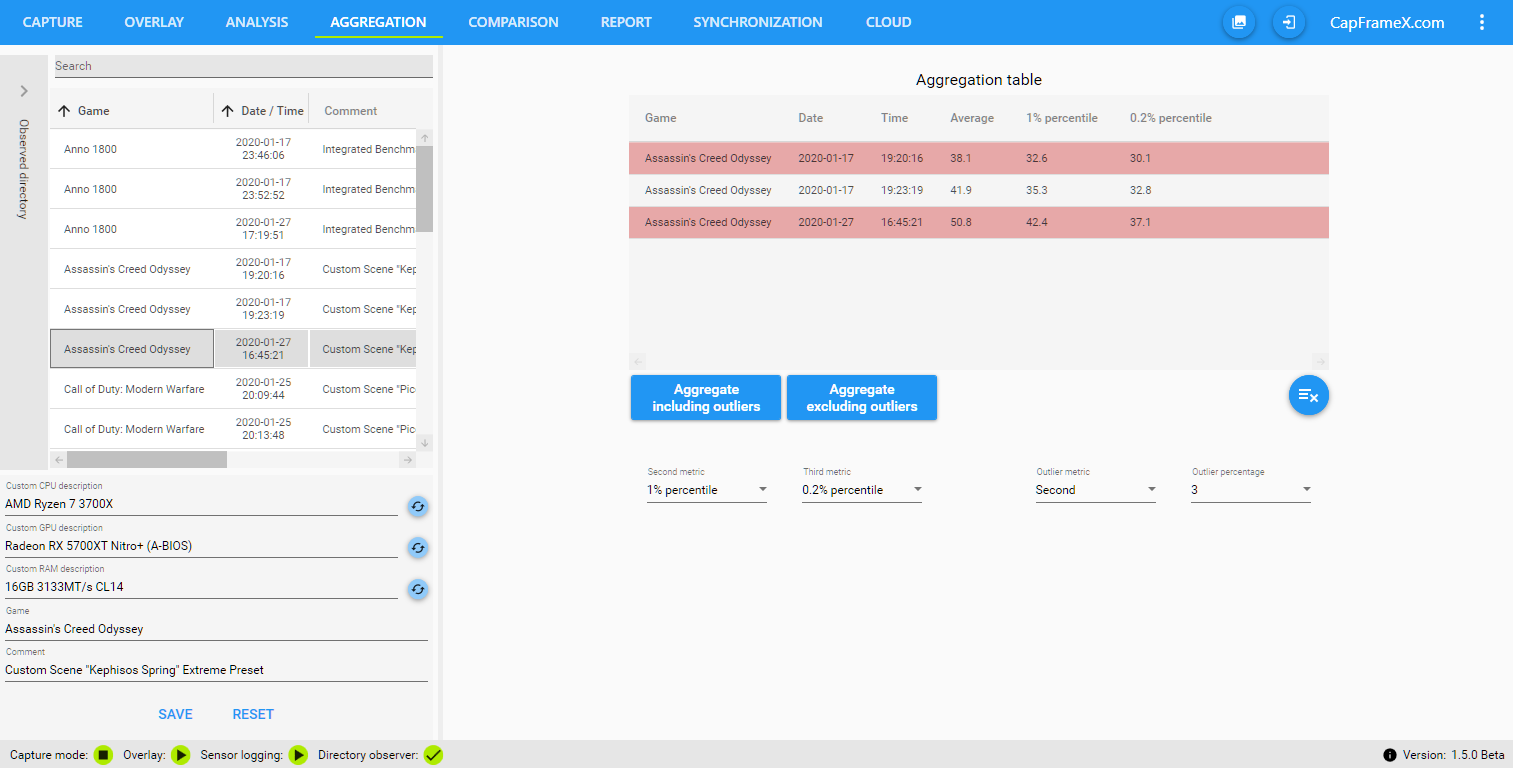 CAPTURE OVERLAY ANALYSIS AGGREGATION COMPARISON REPORT SYNCHRONIZATION CLOUD CapFrameX.com
Search
Observed directory
Game Date / Time Comment
Anno 1800 2020-01-17 23:46:06 Integrated Benchm
Anno 1800 2020-01-17 23:52:52 Integrated Benchm
Anno 1800 2020-01-27 17:19:51 Integrated Benchm
Assassin's Creed Odyssey 2020-01-17 19:20:16 Custom Scene "Kep
Assassin's Creed Odyssey 2020-01-17 19:23:19 Custom Scene "Kep
Assassin's Creed Odyssey 2020-01-27 16:45:21 Custom Scene "Kep
Call of Duty: Modern Warfare 2020-01-25 20:09:44 Custom Scene "Pic
Call of Duty: Modern Warfare 2020-01-25 20:13:48 Custom Scene "Pic
Custom CPU description
AMD Ryzen 7 3700X
Custom GPU description
Radeon RX 5700XT Nitro+ (A-BIOS)
Custom RAM description
16GB 3133MT/s CL14
Game
Assassin's Creed Odyssey
Comment
Custom Scene "Kephisos Spring" Extreme Preset
SAVE RESET
Aggregation table
Game Date Time Average 1% percentile 0.2% percentile
Assassin's Creed Odyssey 2020-01-17 19:20:16 38.1 32.6 30.1
Assassin's Creed Odyssey 2020-01-17 19:23:19 41.9 35.3 32.8
Assassin's Creed Odyssey 2020-01-27 16:45:21 50.8 42.4 37.1
Aggregate including outliers
Aggregate excluding outliers
Second metric Third metric Outlier metric Outlier percentage
1% percentile 0.2% percentile Second 3
Capture mode: Overlay: Sensor logging: Directory observer: Version: 1.5.0 Beta